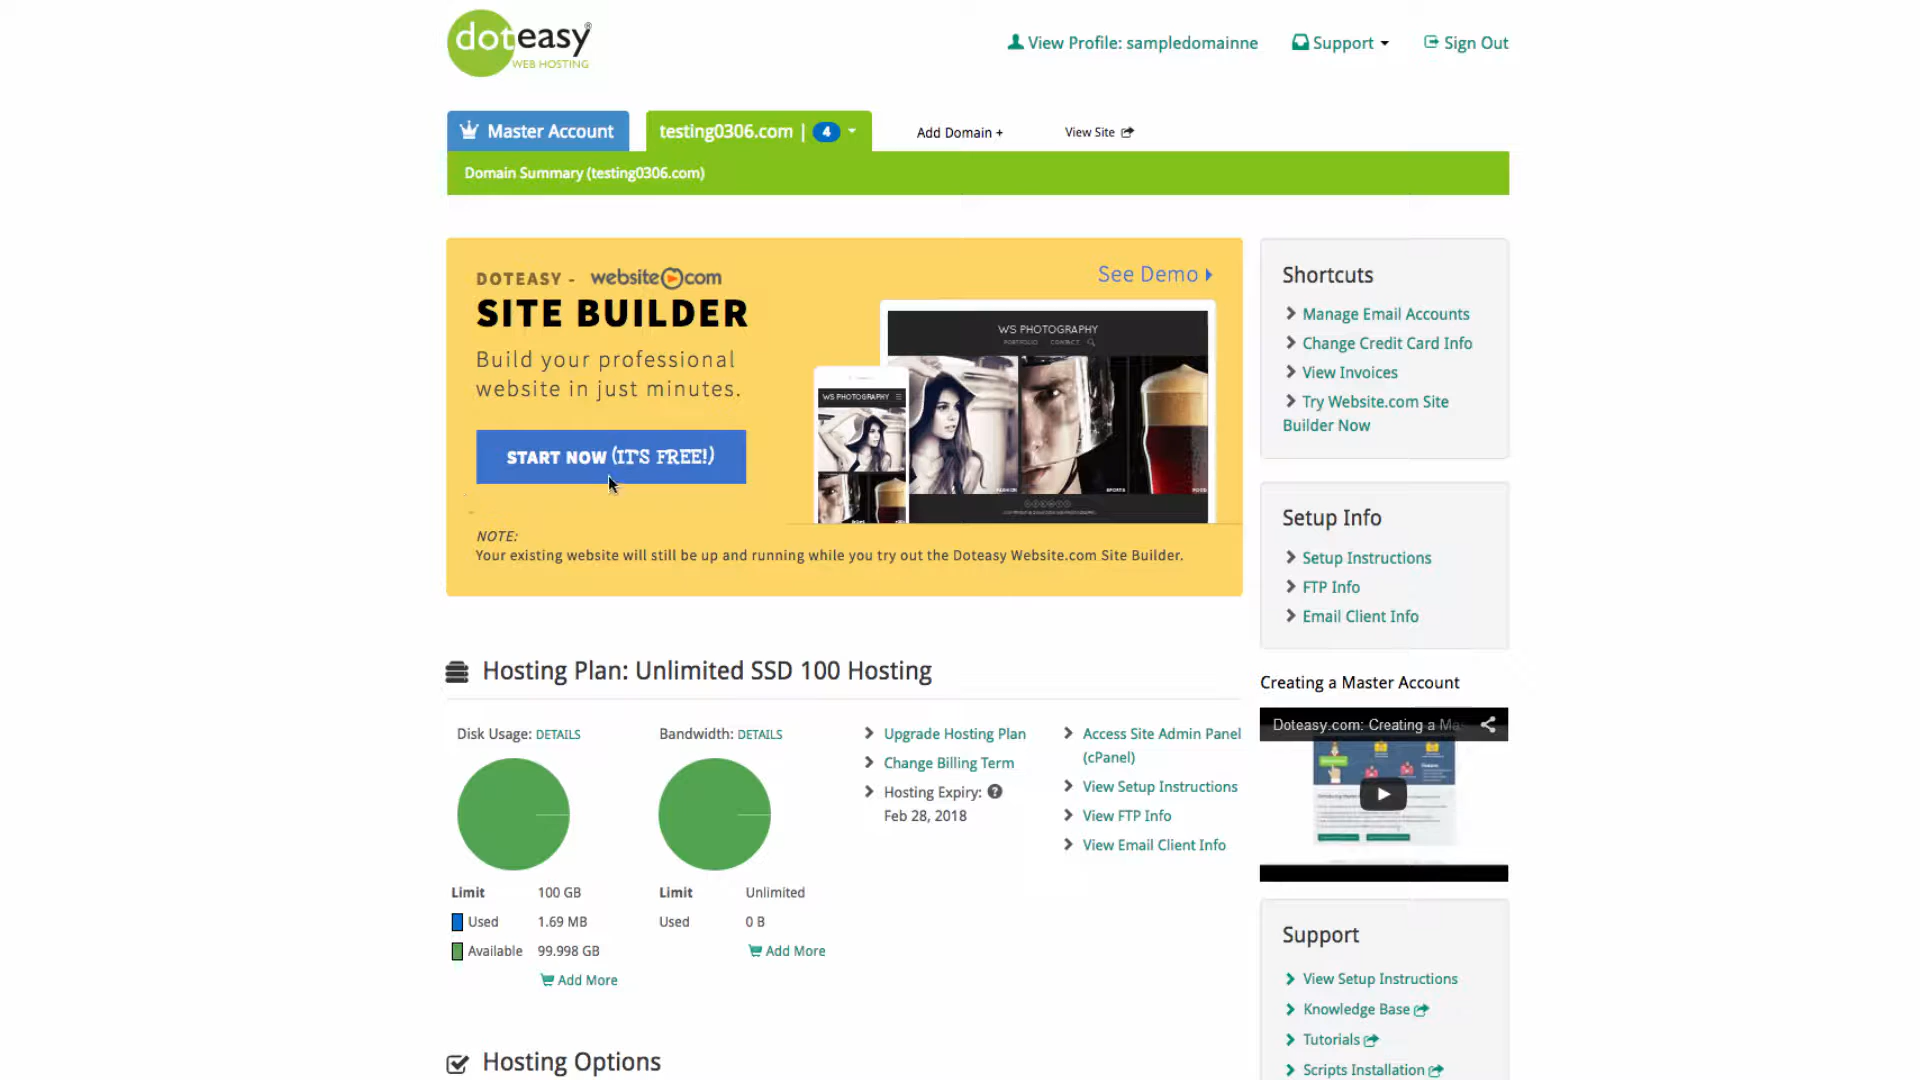 doteasy®
WEB HOSTING
View Profile: sampledomainne
Support
Sign Out
Master Account
testing0306.com | 4
Add Domain +
View Site
Domain Summary (testing0306.com)
DOTEASY - website.com
SITE BUILDER
Build your professional
website in just minutes.
START NOW (IT'S FREE!)
See Demo
WS PHOTOGRAPHY
PORTFOLIO CONTACT
WS PHOTOGRAPHY
NOTE:
Your existing website will still be up and running while you try out the Doteasy Website.com Site Builder.
Shortcuts
Manage Email Accounts
Change Credit Card Info
View Invoices
Try Website.com Site
Builder Now
Setup Info
Setup Instructions
FTP Info
Email Client Info
Creating a Master Account
Doteasy.com: Creating a Ma
Hosting Plan: Unlimited SSD 100 Hosting
Disk Usage: DETAILS
Limit 100 GB
Used 1.69 MB
Available 99.998 GB
Add More
Bandwidth: DETAILS
Limit Unlimited
Used 0 B
Add More
Upgrade Hosting Plan
Change Billing Term
Hosting Expiry: ?
Feb 28, 2018
Access Site Admin Panel
(cPanel)
View Setup Instructions
View FTP Info
View Email Client Info
Support
View Setup Instructions
Knowledge Base
Tutorials
Scripts Installation
Hosting Options